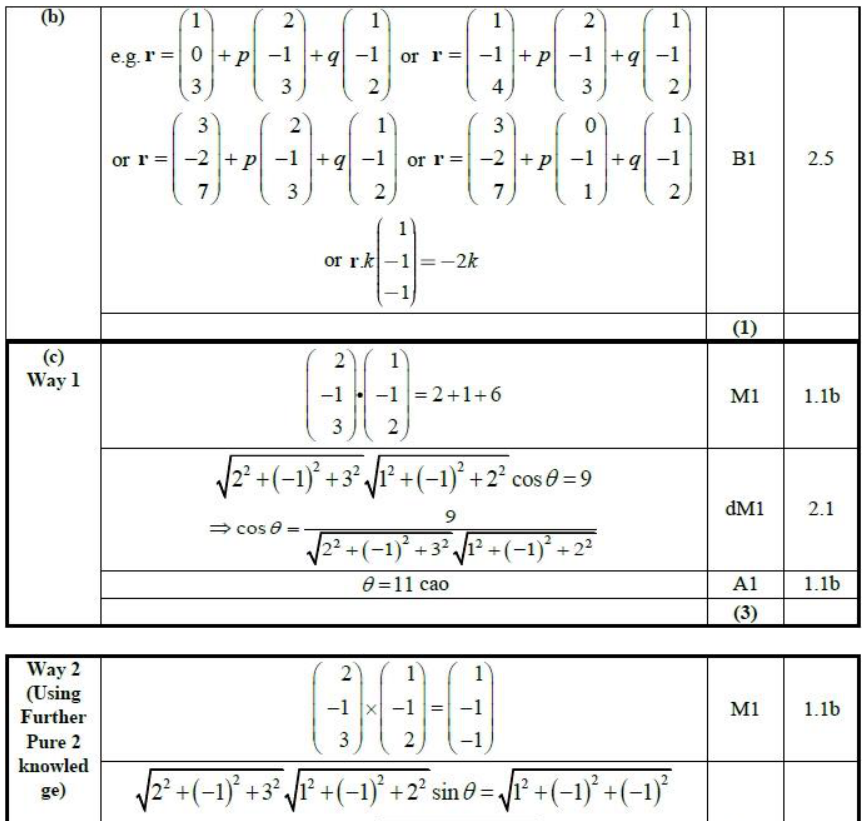 (b)
e.g. r = (1 0 3) + p(2 −1 3) + q(1 −1 2) or r = (1 −1 4) + p(2 −1 3) + q(1 −1 2)
or r = (3 −2 7) + p(2 −1 3) + q(1 −1 2) or r = (3 −2 7) + p(0 −1 1) + q(1 −1 2)
B1 2.5
or r.k(1 −1 −1) = −2k
(1)
(c)
Way 1
(2 −1 3)•(1 −1 2) = 2+1+6
M1 1.1b
√(2²+(−1)²+3²) √(1²+(−1)²+2²) cos θ = 9
⇒ cos θ = 9 / (√(2²+(−1)²+3²) √(1²+(−1)²+2²))
dM1 2.1
θ = 11 cao A1 1.1b
(3)
Way 2
(Using
Further
Pure 2
knowled
ge)
(2 −1 3) × (1 −1 2) = (1 −1 −1)
M1 1.1b
√(2²+(−1)²+3²) √(1²+(−1)²+2²) sin θ = √(1²+(−1)²+(−1)²)